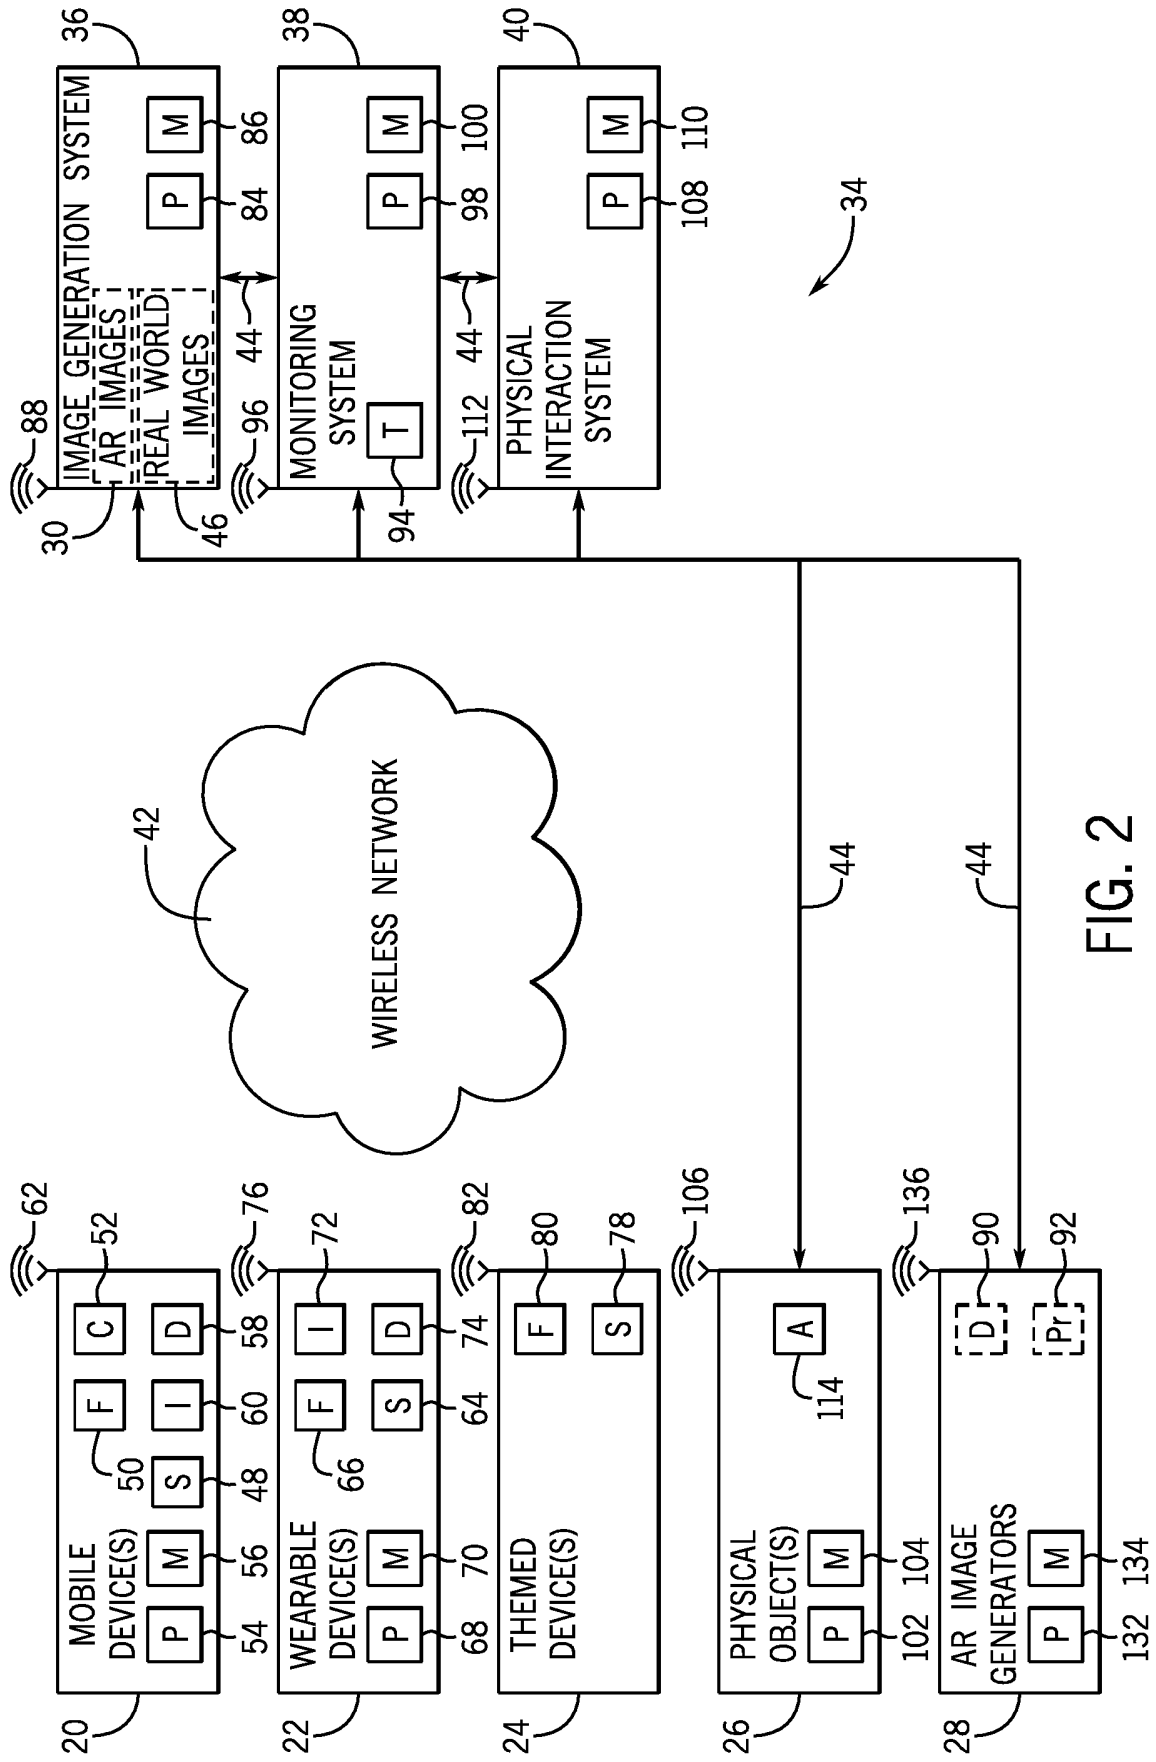 20
MOBILE
DEVICE(S)
P
54
M
56
S
48
F
50
I
60
C
52
D
58
62
22
WEARABLE
DEVICE(S)
P
68
M
70
F
66
S
64
I
72
D
74
76
24
THEMED
DEVICE(S)
F
80
S
78
82
26
PHYSICAL
OBJECT(S)
P
102
M
104
A
114
106
28
AR IMAGE
GENERATORS
P
132
M
134
D
90
Pr
92
136
42
WIRELESS NETWORK
44
44
36
IMAGE GENERATION SYSTEM
AR IMAGES
30
REAL WORLD
IMAGES
46
P
84
M
86
88
44
38
MONITORING
SYSTEM
T
94
P
98
M
100
96
44
40
PHYSICAL
INTERACTION
SYSTEM
P
108
M
110
112
34
FIG. 2